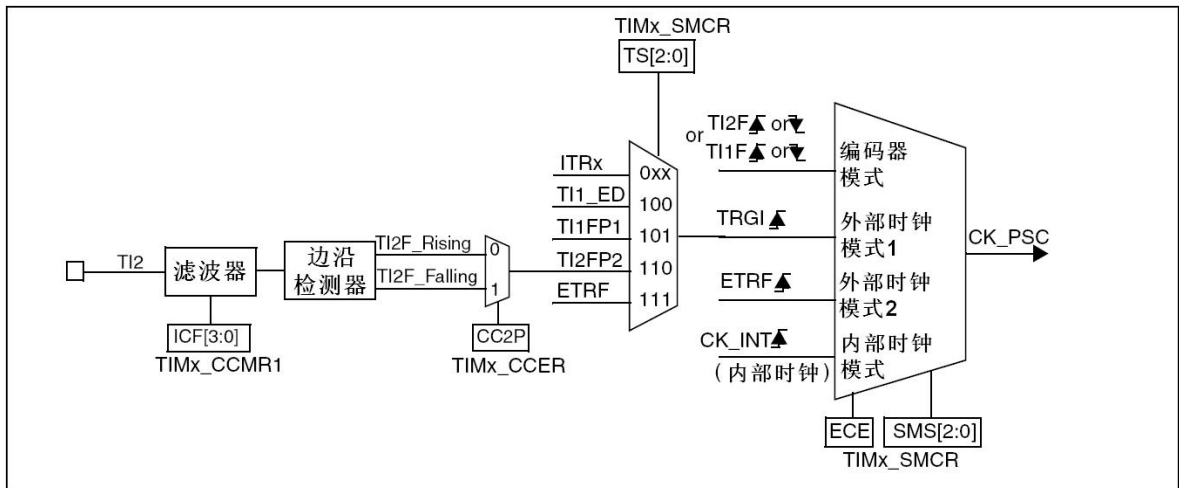 TIMx_SMCR
TS[2:0]
or TI2F or
TI1F or
编码器
模式
ITRx
0xx
TI1_ED
100
TI1FP1
101
TRGI
外部时钟
模式1
CK_PSC
TI2
滤波器
边沿
检测器
TI2F_Rising
0
TI2F_Falling
1
TI2FP2
110
ETRF
111
ETRF
外部时钟
模式2
ICF[3:0]
TIMx_CCMR1
CC2P
TIMx_CCER
CK_INT
(内部时钟)
内部时钟
模式
ECE
SMS[2:0]
TIMx_SMCR